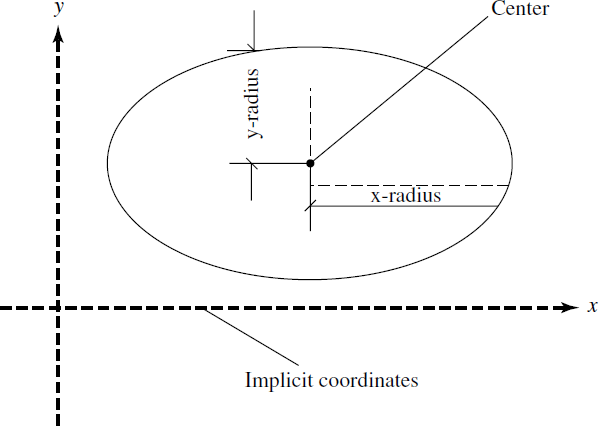 y
Center
y-radius
x-radius
x
Implicit coordinates